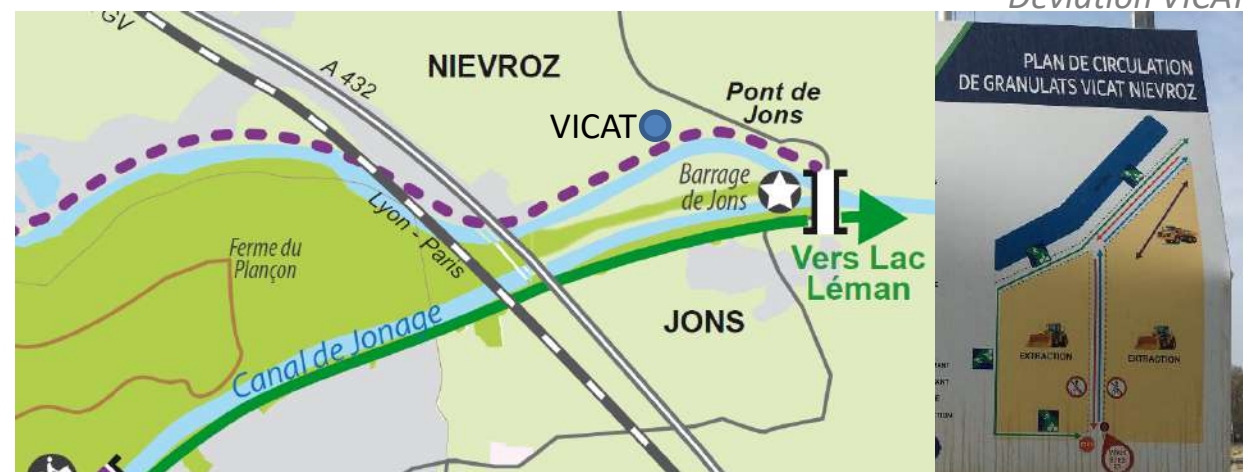 Déviation VICAT
GV
A 432
NIEVROZ
VICAT
Pont de
Jons
Barrage
de Jons
Lyon - Paris
Ferme du
Plançon
Canal de Jonage
Vers Lac
Léman
JONS
PLAN DE CIRCULATION
DE GRANULATS VICAT NIEVROZ
EXTRACTION
EXTRACTION